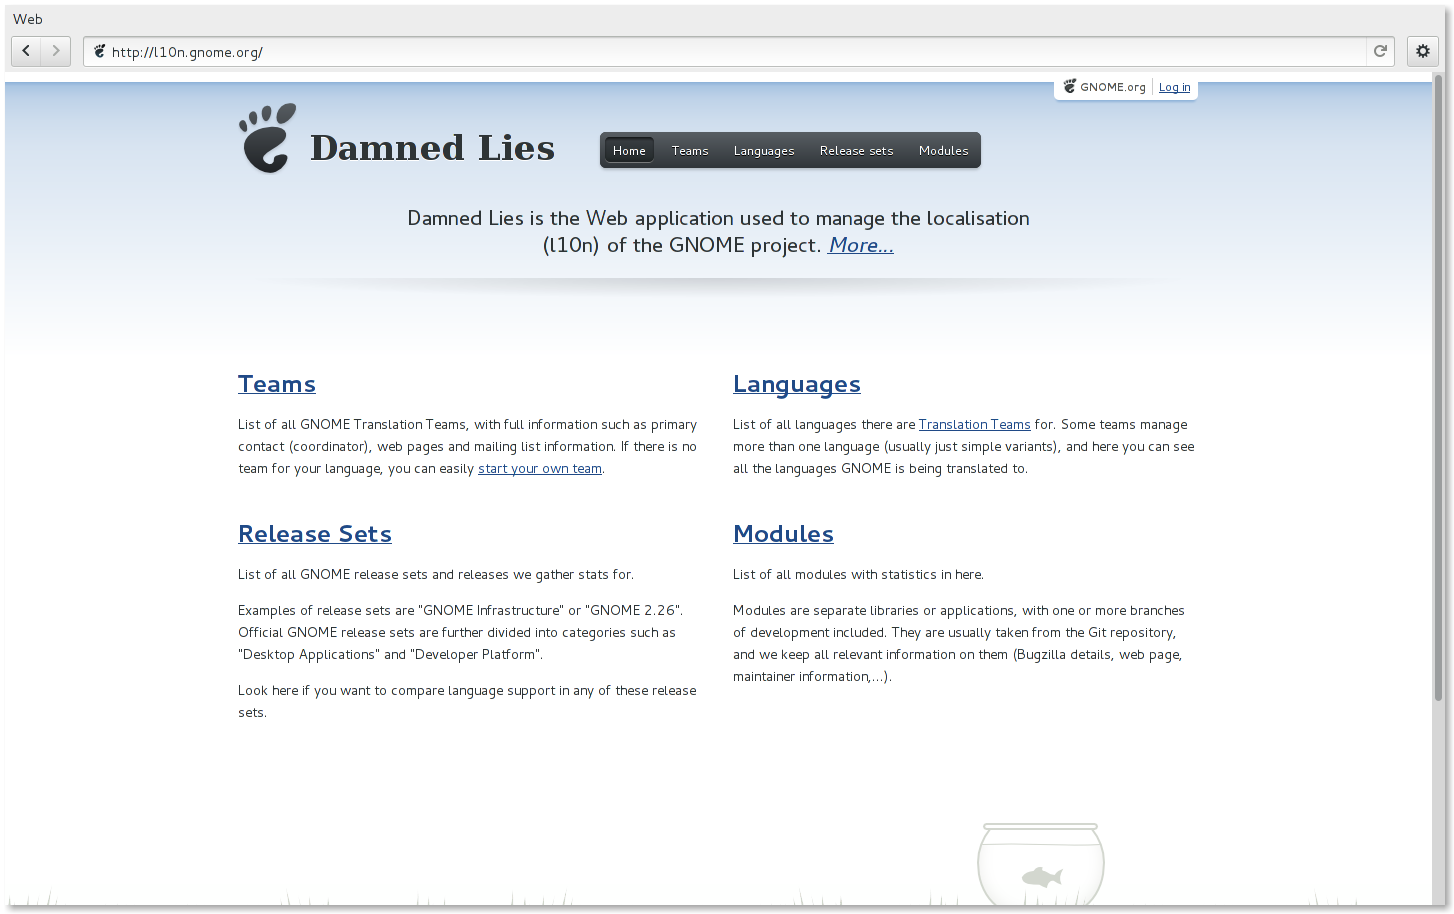 Web
http://l10n.gnome.org/
GNOME.org Log in
Damned Lies
Home Teams Languages Release sets Modules
Damned Lies is the Web application used to manage the localisation
(l10n) of the GNOME project. More...
Teams
List of all GNOME Translation Teams, with full information such as primary
contact (coordinator), web pages and mailing list information. If there is no
team for your language, you can easily start your own team.
Languages
List of all languages there are Translation Teams for. Some teams manage
more than one language (usually just simple variants), and here you can see
all the languages GNOME is being translated to.
Release Sets
List of all GNOME release sets and releases we gather stats for.
Examples of release sets are "GNOME Infrastructure" or "GNOME 2.26".
Official GNOME release sets are further divided into categories such as
"Desktop Applications" and "Developer Platform".
Look here if you want to compare language support in any of these release
sets.
Modules
List of all modules with statistics in here.
Modules are separate libraries or applications, with one or more branches
of development included. They are usually taken from the Git repository,
and we keep all relevant information on them (Bugzilla details, web page,
maintainer information,...).